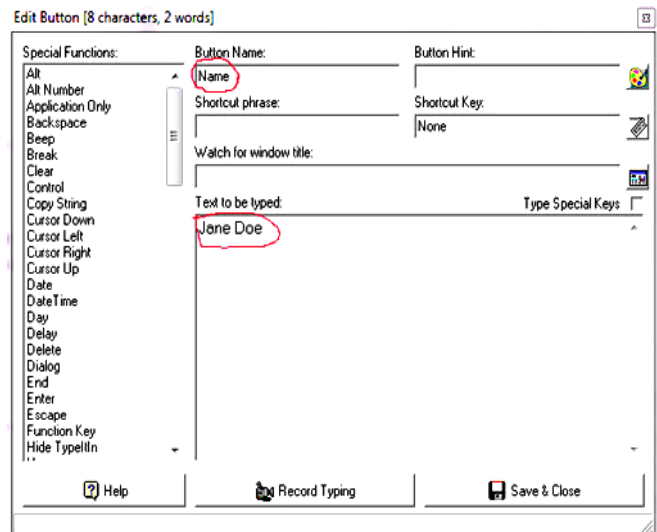 Edit Button [8 characters, 2 words]
Special Functions:
Alt
Alt Number
Application Only
Backspace
Beep
Break
Clear
Control
Copy String
Cursor Down
Cursor Left
Cursor Right
Cursor Up
Date
DateTime
Day
Delay
Delete
Dialog
End
Enter
Escape
Function Key
Hide TypeItIn
Button Name:
Name
Button Hint:
Shortcut phrase:
Shortcut Key:
None
Watch for window title:
Text to be typed:
Type Special Keys
Jane Doe
Help
Record Typing
Save & Close